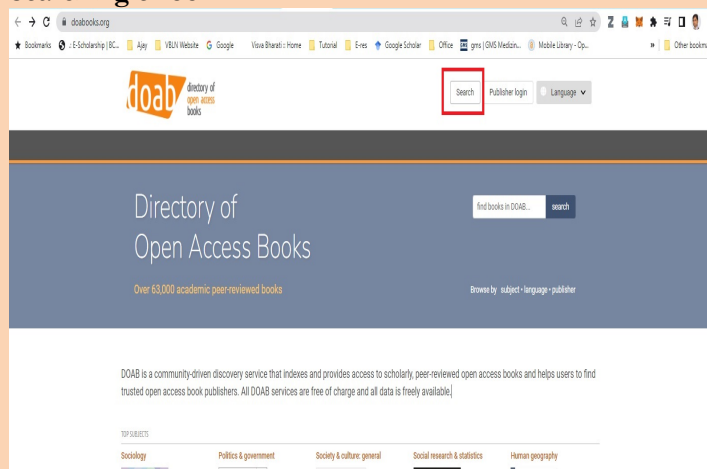 doabooks.org
Bookmarks .: E-Scholarship | BC... Ajay VBLN Website Google Visva Bharati :: Home Tutorial E-res Google Scholar Office gms | GMS Medizin... Mobile Library - Op... » Other bookma
doab directory of
open access
books
Search Publisher login Language
Directory of
Open Access Books
find books in DOAB... search
Over 63,000 academic peer-reviewed books
Browse by subject • language • publisher
DOAB is a community-driven discovery service that indexes and provides access to scholarly, peer-reviewed open access books and helps users to find
trusted open access book publishers. All DOAB services are free of charge and all data is freely available.
TOP SUBJECTS
Sociology Politics & government Society & culture: general Social research & statistics Human geography